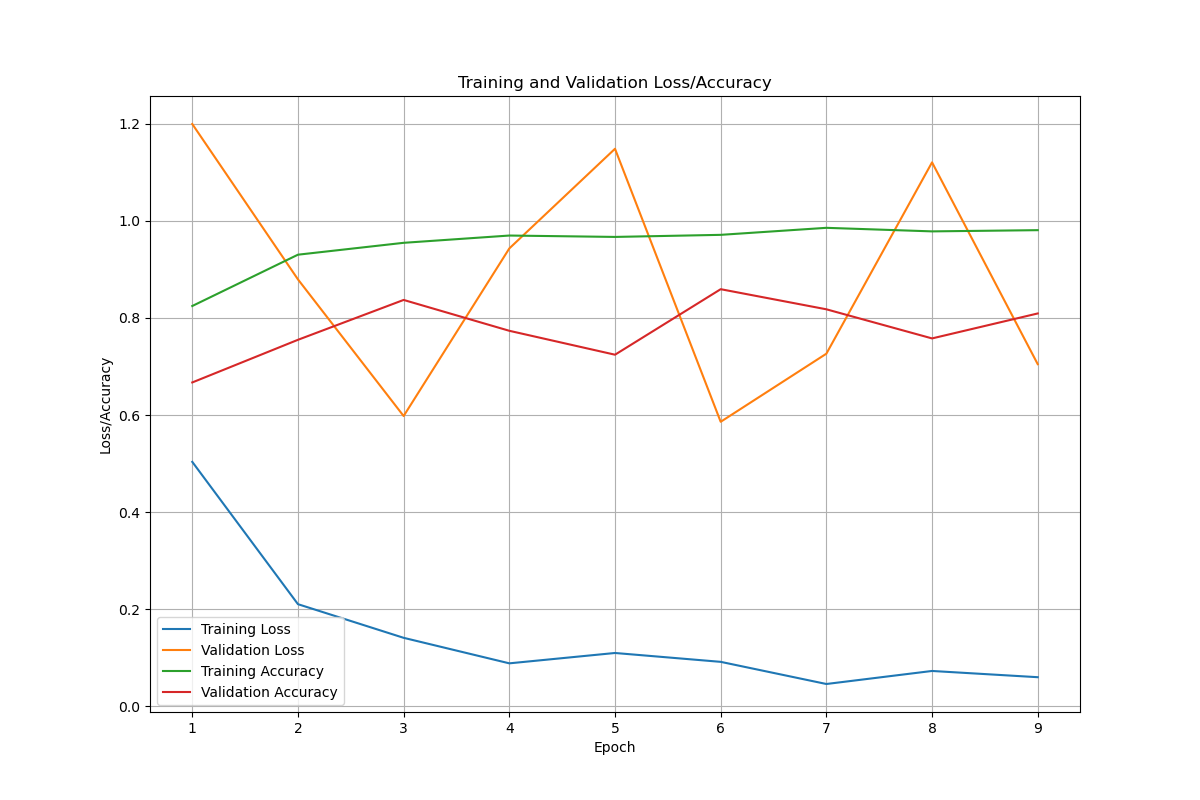 Training and Validation Loss/Accuracy
Loss/Accuracy
1.2
1.0
0.8
0.6
0.4
0.2
0.0
Training Loss
Validation Loss
Training Accuracy
Validation Accuracy
1 2 3 4 5 6 7 8 9
Epoch